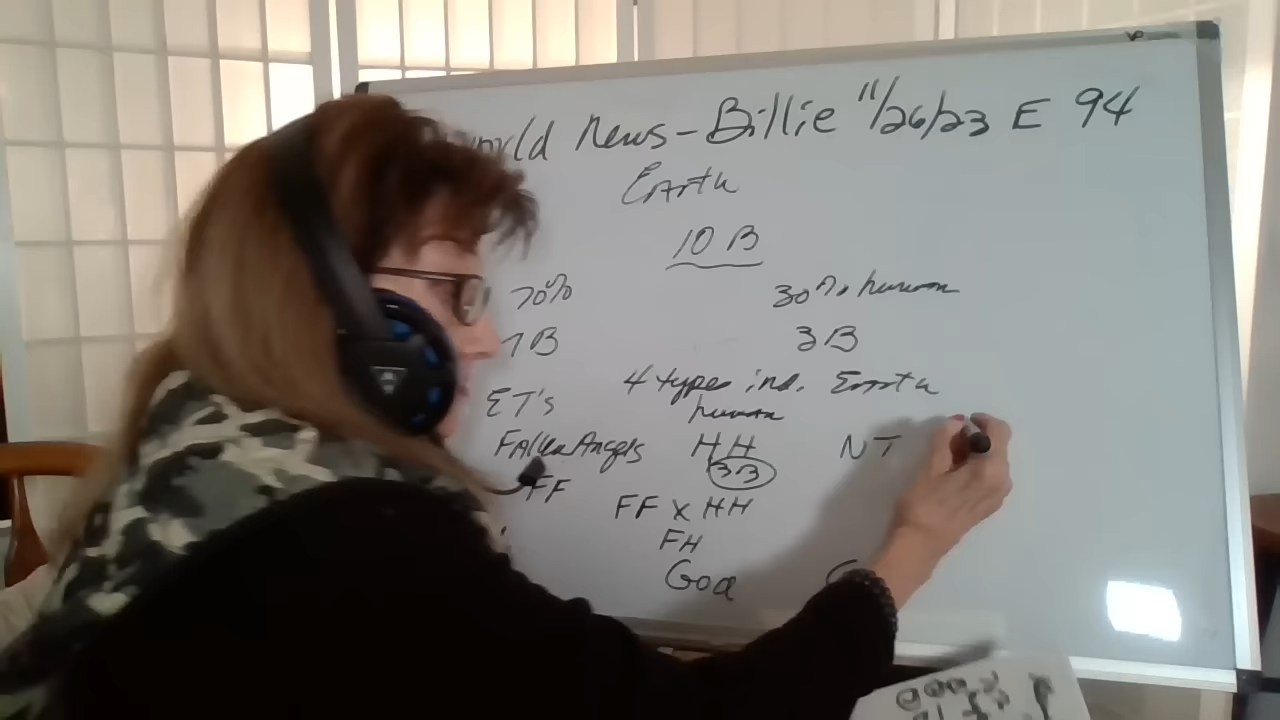 World News-Billie 11/26/23 E 94
Earth
10 B
70% 30% human
7B 3B
ET's 4 types ind. Earth
human
Fallen Angels HH NT
3B
FF FF x HH
FH
God